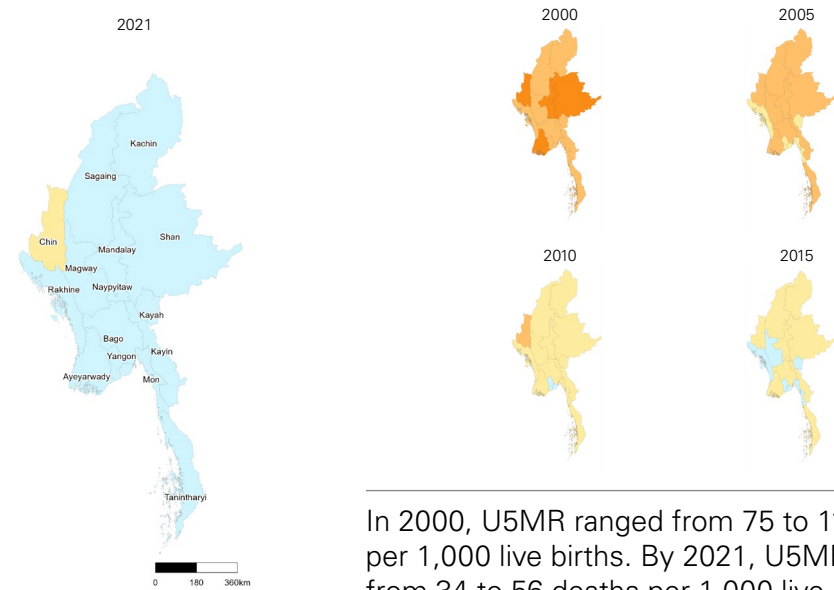 2021
Kachin
Sagaing
Chin
Shan
Mandalay
Magway
Rakhine
Naypyitaw
Kayah
Bago
Yangon
Kayin
Ayeyarwady
Mon
Tanintharyi
0 180 360km
2000
2005
2010
2015
In 2000, U5MR ranged from 75 to
per 1,000 live births. By 2021,
from 34 to 56 deaths per 1,000 live